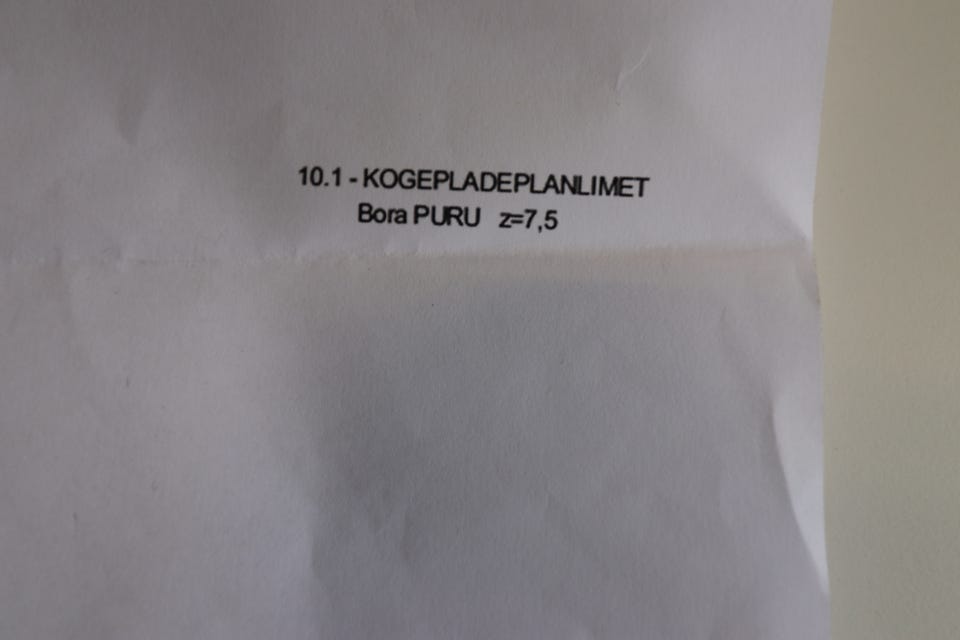 10.1 - KOGEPLADEPLANLIMET
Bora PURU z=7,5